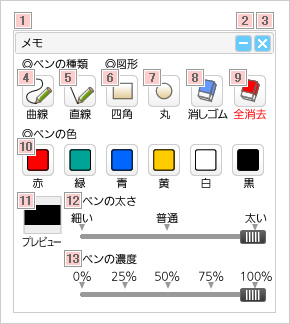 1 2 3
メモ
◎ペンの種類 ◎図形
4 5 6 7 8 9
曲線 直線 四角 丸 消しゴム 全消去
◎ペンの色
10
赤 緑 青 黄 白 黒
11 12 ペンの太さ
細い 普通 太い
プレビュー
13 ペンの濃度
0% 25% 50% 75% 100%